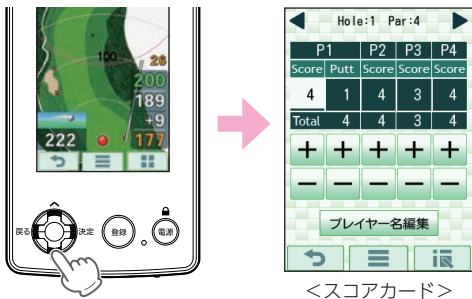 100
26
200
189
+9
222
177
戻る
決定
登録
電源
Hole:1 Par:4
P1 P2 P3 P4
Score Putt Score Score Score
4 1 4 3 4
Total 4 4 3 4
+ + + + +
− − − − −
プレイヤー名編集
＜スコアカード＞